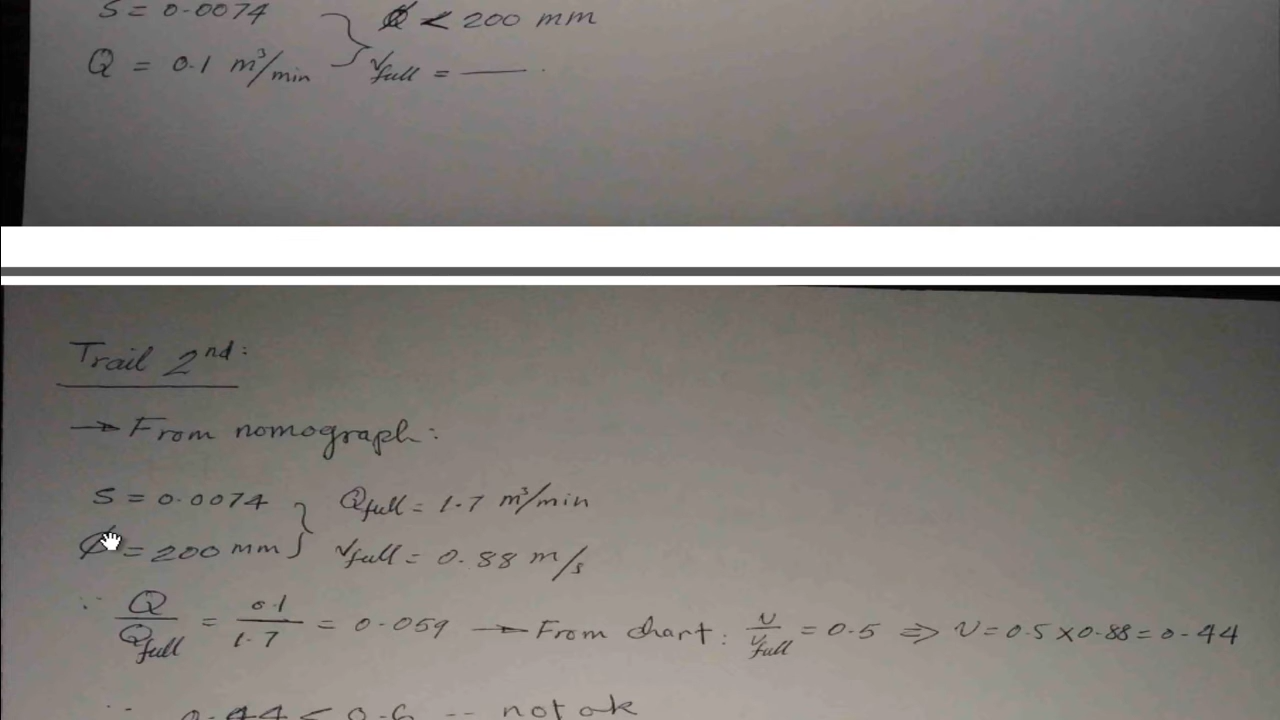 S = 0.0074
Q = 0.1 m³/min
φ < 200 mm
Vfull = —
Trail 2nd:
→ From nomograph:
S = 0.0074
φ = 200 mm
Qfull = 1.7 m³/min
Vfull = 0.88 m/s
∵ Q/Qfull = 0.1/1.7 = 0.059 → From chart: V/Vfull = 0.5 ⇒ V = 0.5 × 0.88 = 0.44
∵ 0.44 < 0.6 -- not ok